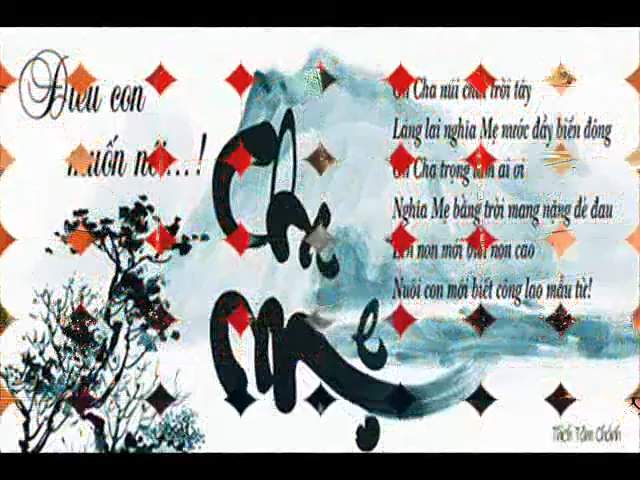 Điều con
muốn nói...!
Cha
Mẹ
Cha núi trời tây
Láng lai nghĩa Mẹ nước đầy biển đông
Cha trọng ai ơi
Nghĩa Mẹ bằng trời mang nặng đẻ đau
non mới biết non cao
Nuôi con mới biết công lao mẫu từ!
Thích Tâm Chánh